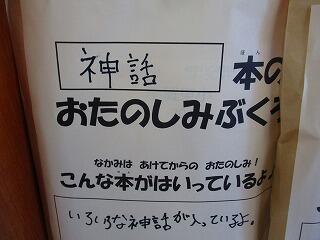 神話
本の
おたのしみぶくろ
なかみは あけてからの おたのしみ!
こんな本がはいっているよ
いろいろな神話が入っているよ。